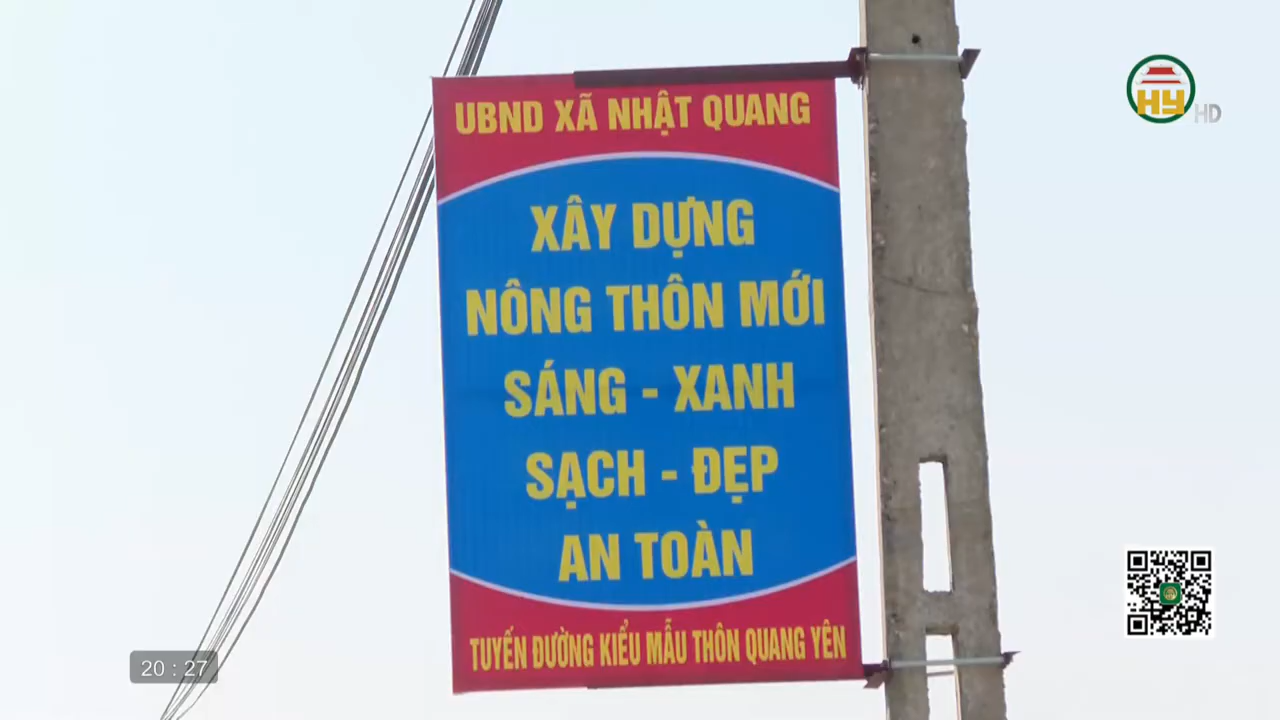 UBND XÃ NHẬT QUANG
XÂY DỰNG
NÔNG THÔN MỚI
SÁNG - XANH
SẠCH - ĐẸP
AN TOÀN
TUYẾN ĐƯỜNG KIỂU MẪU THÔN QUANG YÊN
HY HD
20 : 27